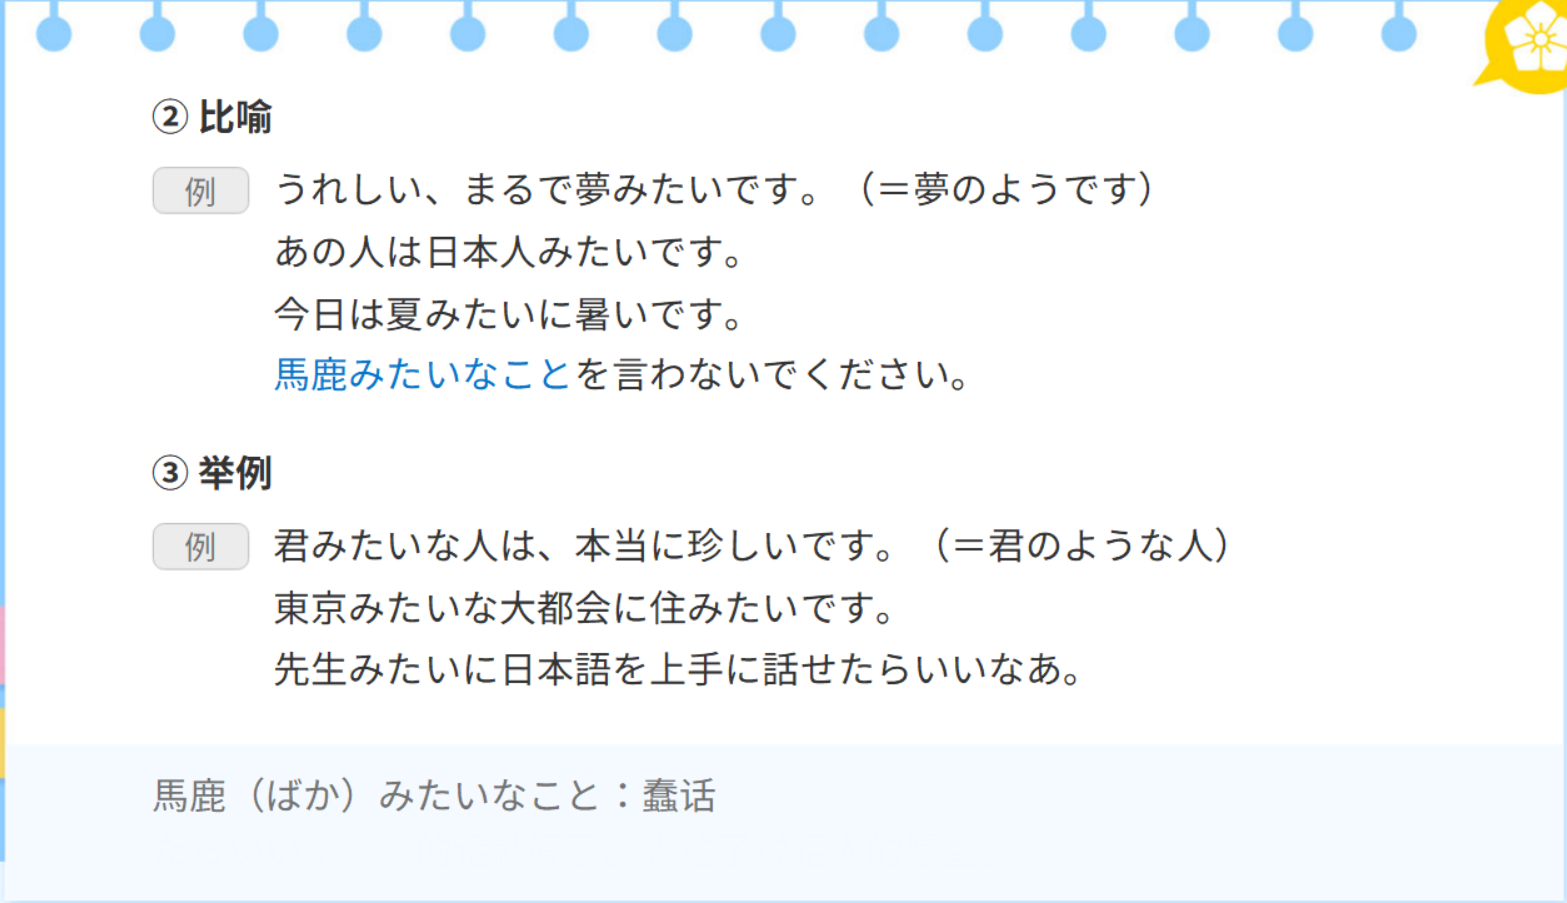 ② 比喻
例 うれしい、まるで夢みたいです。（＝夢のようです）
あの人は日本人みたいです。
今日は夏みたいに暑いです。
馬鹿みたいなことを言わないでください。
③ 举例
例 君みたいな人は、本当に珍しいです。（＝君のような人）
東京みたいな大都会に住みたいです。
先生みたいに日本語を上手に話せたらいいなあ。
馬鹿（ばか）みたいなこと：蠢话